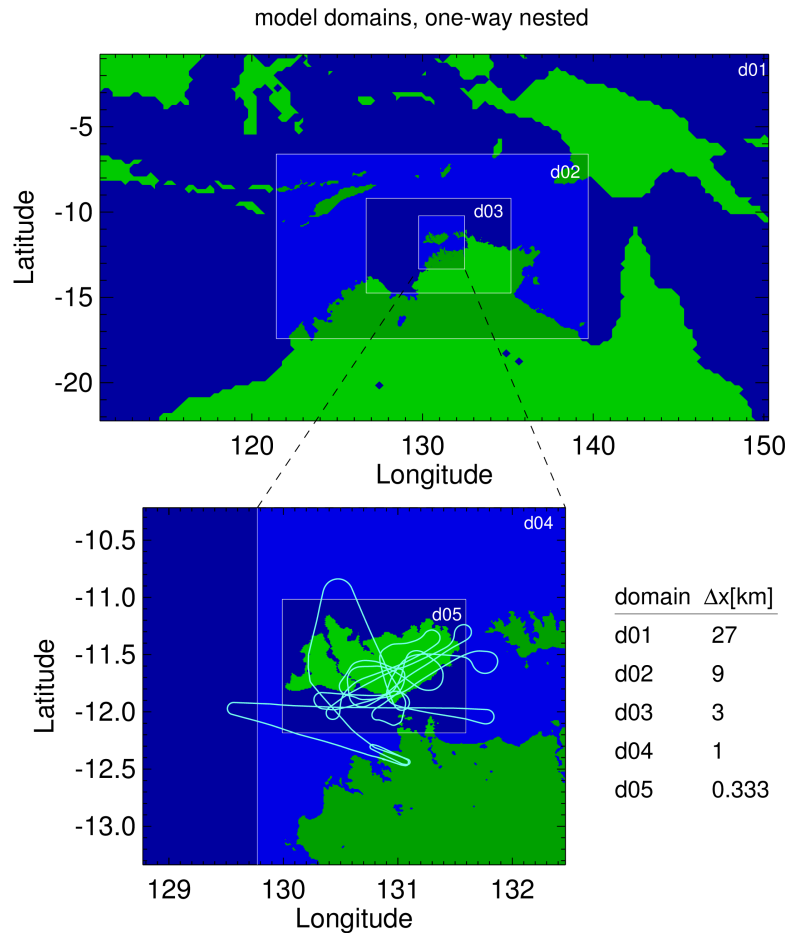 model domains, one-way nested
d01
-5
d02
-10
d03
-15
-20
Latitude
120
130
140
150
Longitude
d04
-10.5
-11.0
d05
-11.5
-12.0
-12.5
-13.0
Latitude
129
130
131
132
Longitude
domain Δx[km]
d01 27
d02 9
d03 3
d04 1
d05 0.333